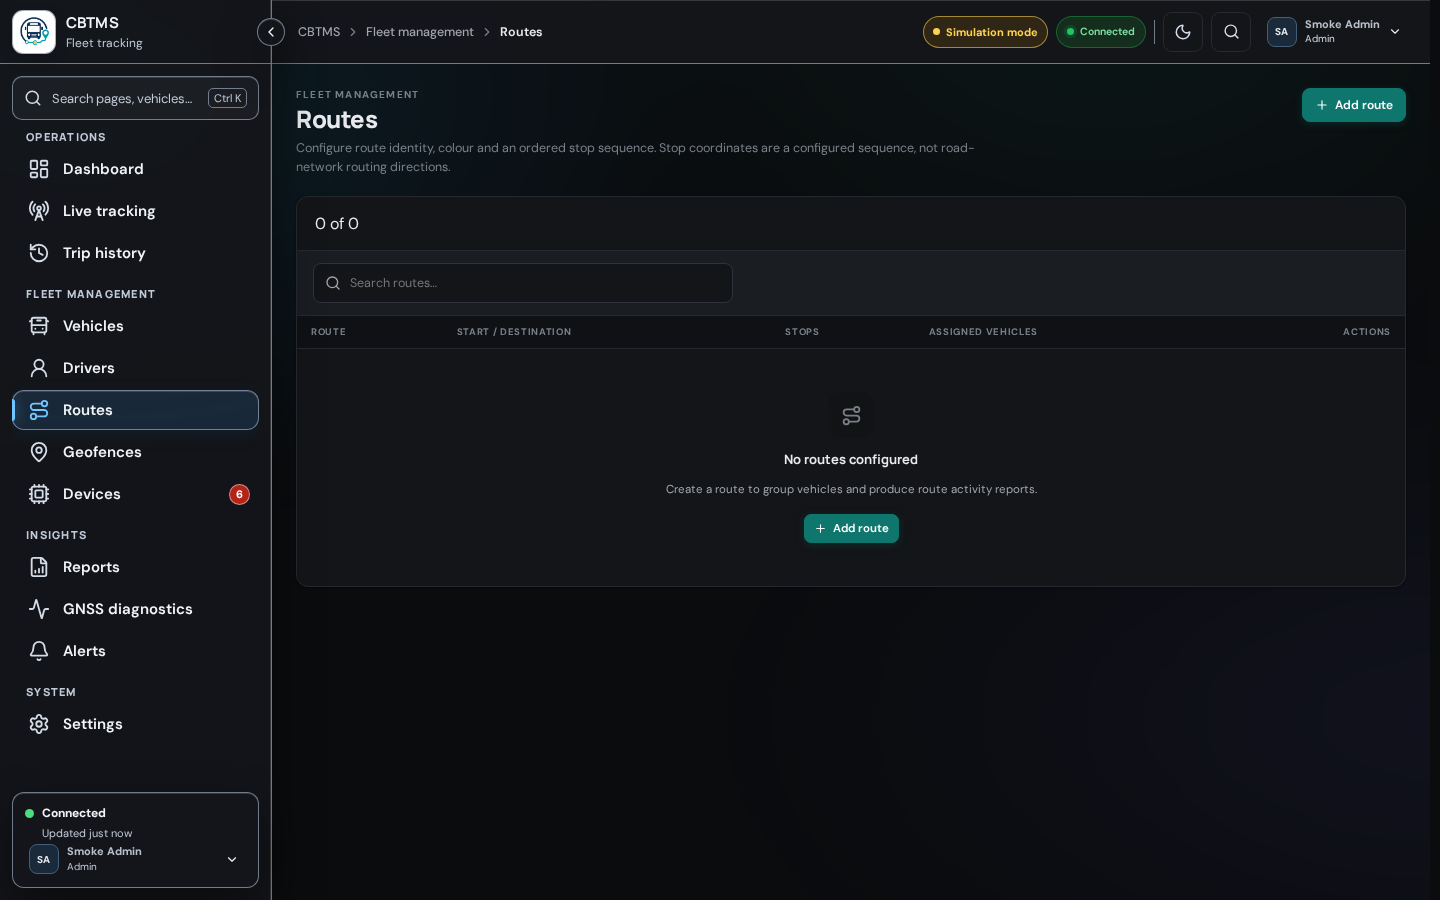 CBTMS
Fleet tracking
Search pages, vehicles... Ctrl K
OPERATIONS
Dashboard
Live tracking
Trip history
FLEET MANAGEMENT
Vehicles
Drivers
Routes
Geofences
Devices 6
INSIGHTS
Reports
GNSS diagnostics
Alerts
SYSTEM
Settings
Connected
Updated just now
SA Smoke Admin
Admin
CBTMS > Fleet management > Routes
Simulation mode
Connected
SA Smoke Admin
Admin
FLEET MANAGEMENT
Routes
Configure route identity, colour and an ordered stop sequence. Stop coordinates are a configured sequence, not road-
network routing directions.
+ Add route
0 of 0
Search routes...
ROUTE START / DESTINATION STOPS ASSIGNED VEHICLES ACTIONS
No routes configured
Create a route to group vehicles and produce route activity reports.
+ Add route